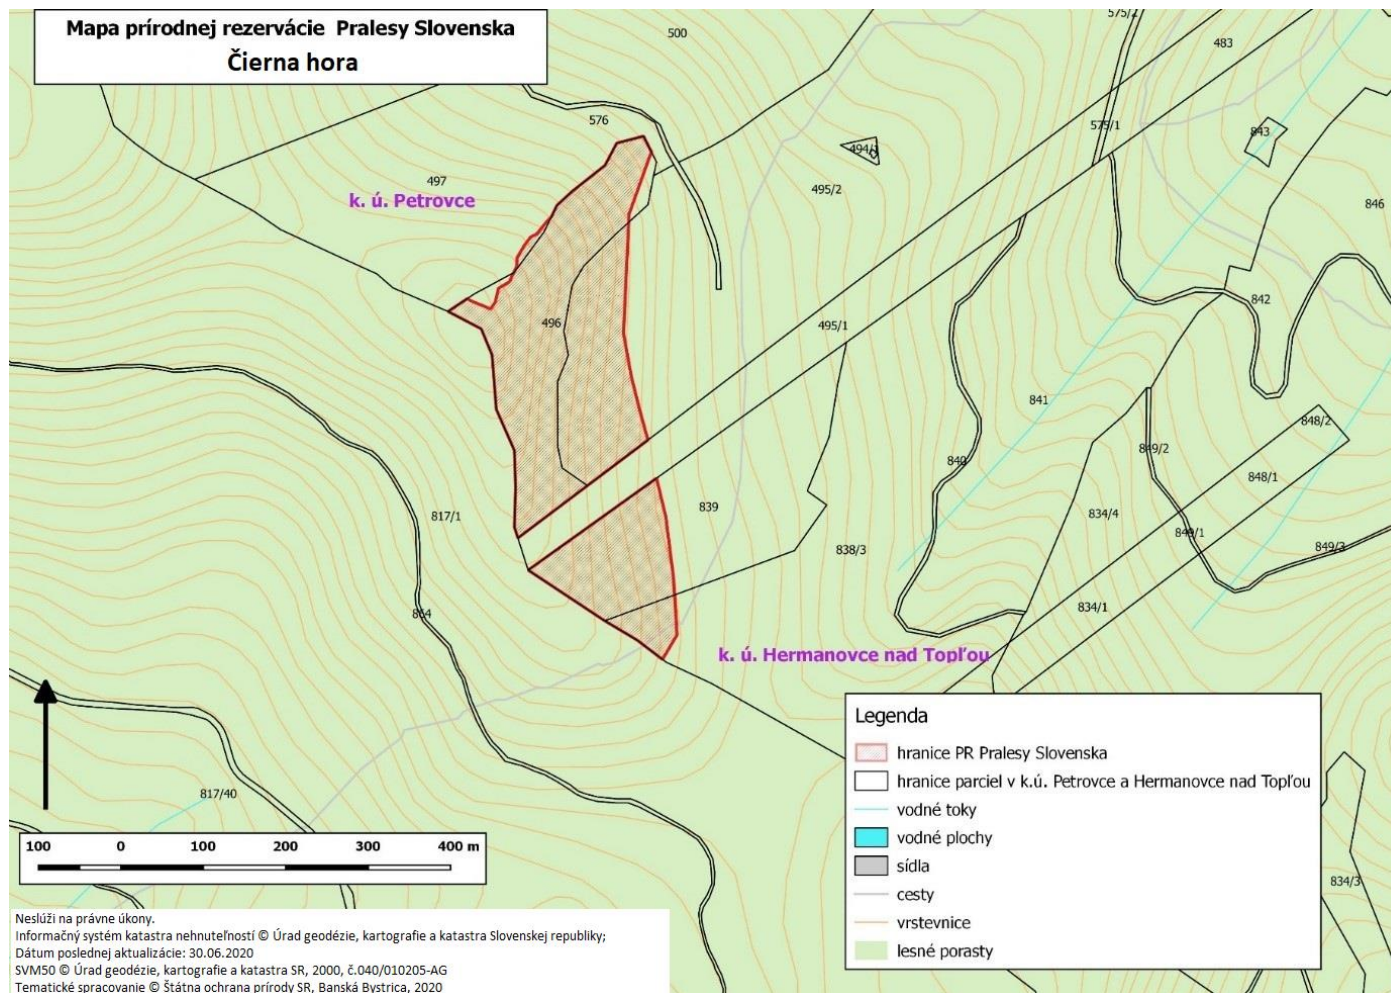 Mapa prírodnej rezervácie Pralesy Slovenska
Čierna hora
500
575/2
483
576
575/1
843
494/1
497
495/2
k. ú. Petrovce
846
842
496
495/1
841
848/2
840
849/2
848/1
839
817/1
834/4
849/1
838/3
849/3
864
834/1
k. ú. Hermanovce nad Topľou
817/40
834/3
Legenda
hranice PR Pralesy Slovenska
hranice parciel v k.ú. Petrovce a Hermanovce nad Topľou
vodné toky
vodné plochy
sídla
cesty
vrstevnice
lesné porasty
100 0 100 200 300 400 m
Neslúži na právne úkony.
Informačný systém katastra nehnuteľností © Úrad geodézie, kartografie a katastra Slovenskej republiky;
Dátum poslednej aktualizácie: 30.06.2020
SVM50 © Úrad geodézie, kartografie a katastra SR, 2000, č.040/010205-AG
Tematické spracovanie © Štátna ochrana prírody SR, Banská Bystrica, 2020